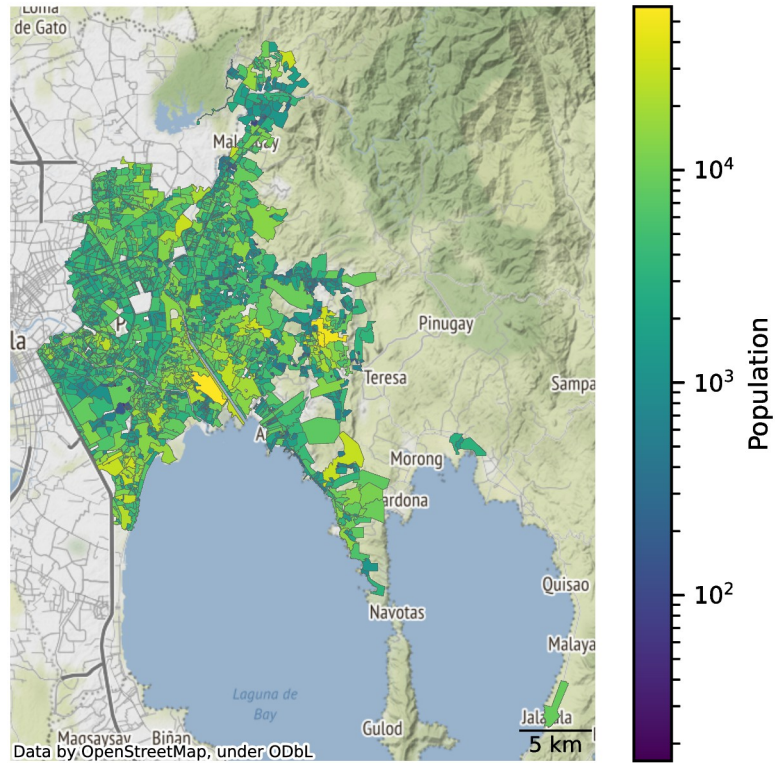 Loma
de Gato
Pinugay
Teresa
Sampa
Morong
ardona
Quisao
Navotas
Malaya
Laguna de
Bay
Gulod
5 km
Magsaysay
Biñan
Data by OpenStreetMap, under ODbL
10⁴
10³
10²
Population